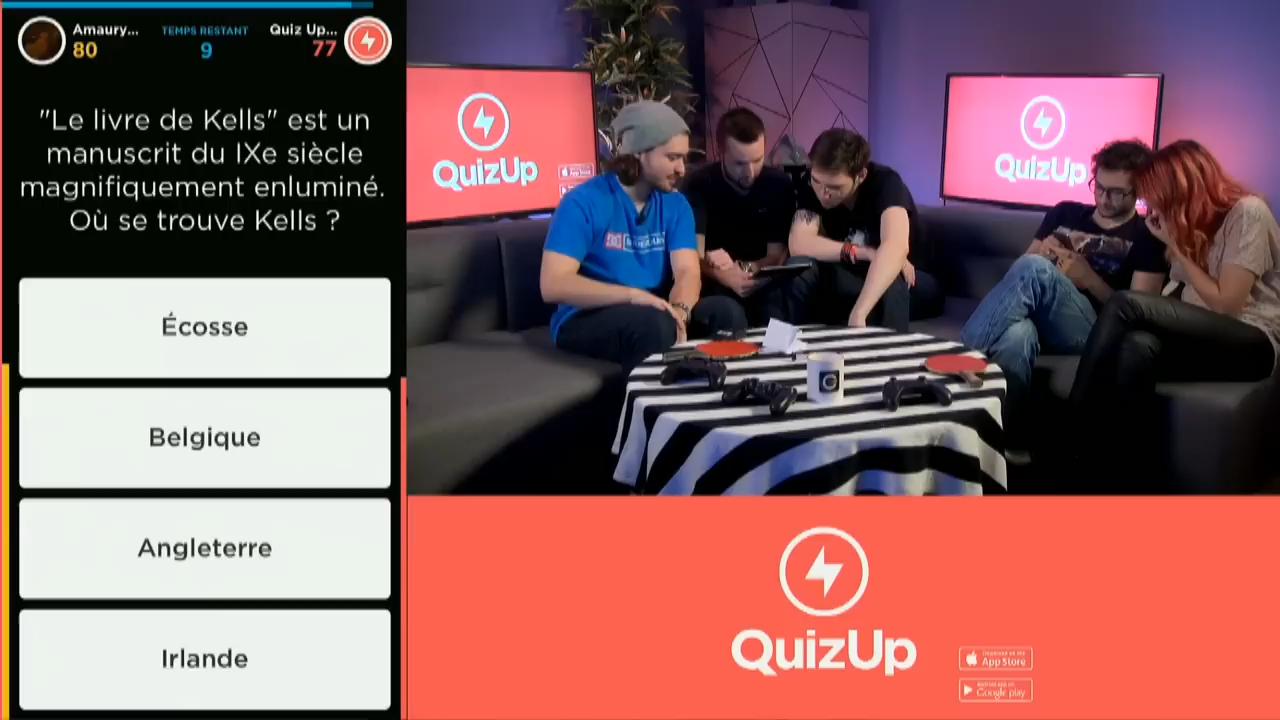 Amaury...
80
TEMPS RESTANT
9
Quiz Up...
77
"Le livre de Kells" est un
manuscrit du IXe siècle
magnifiquement enluminé.
Où se trouve Kells ?
Écosse
Belgique
Angleterre
Irlande
QuizUp
QuizUp
QuizUp
App Store
Google play